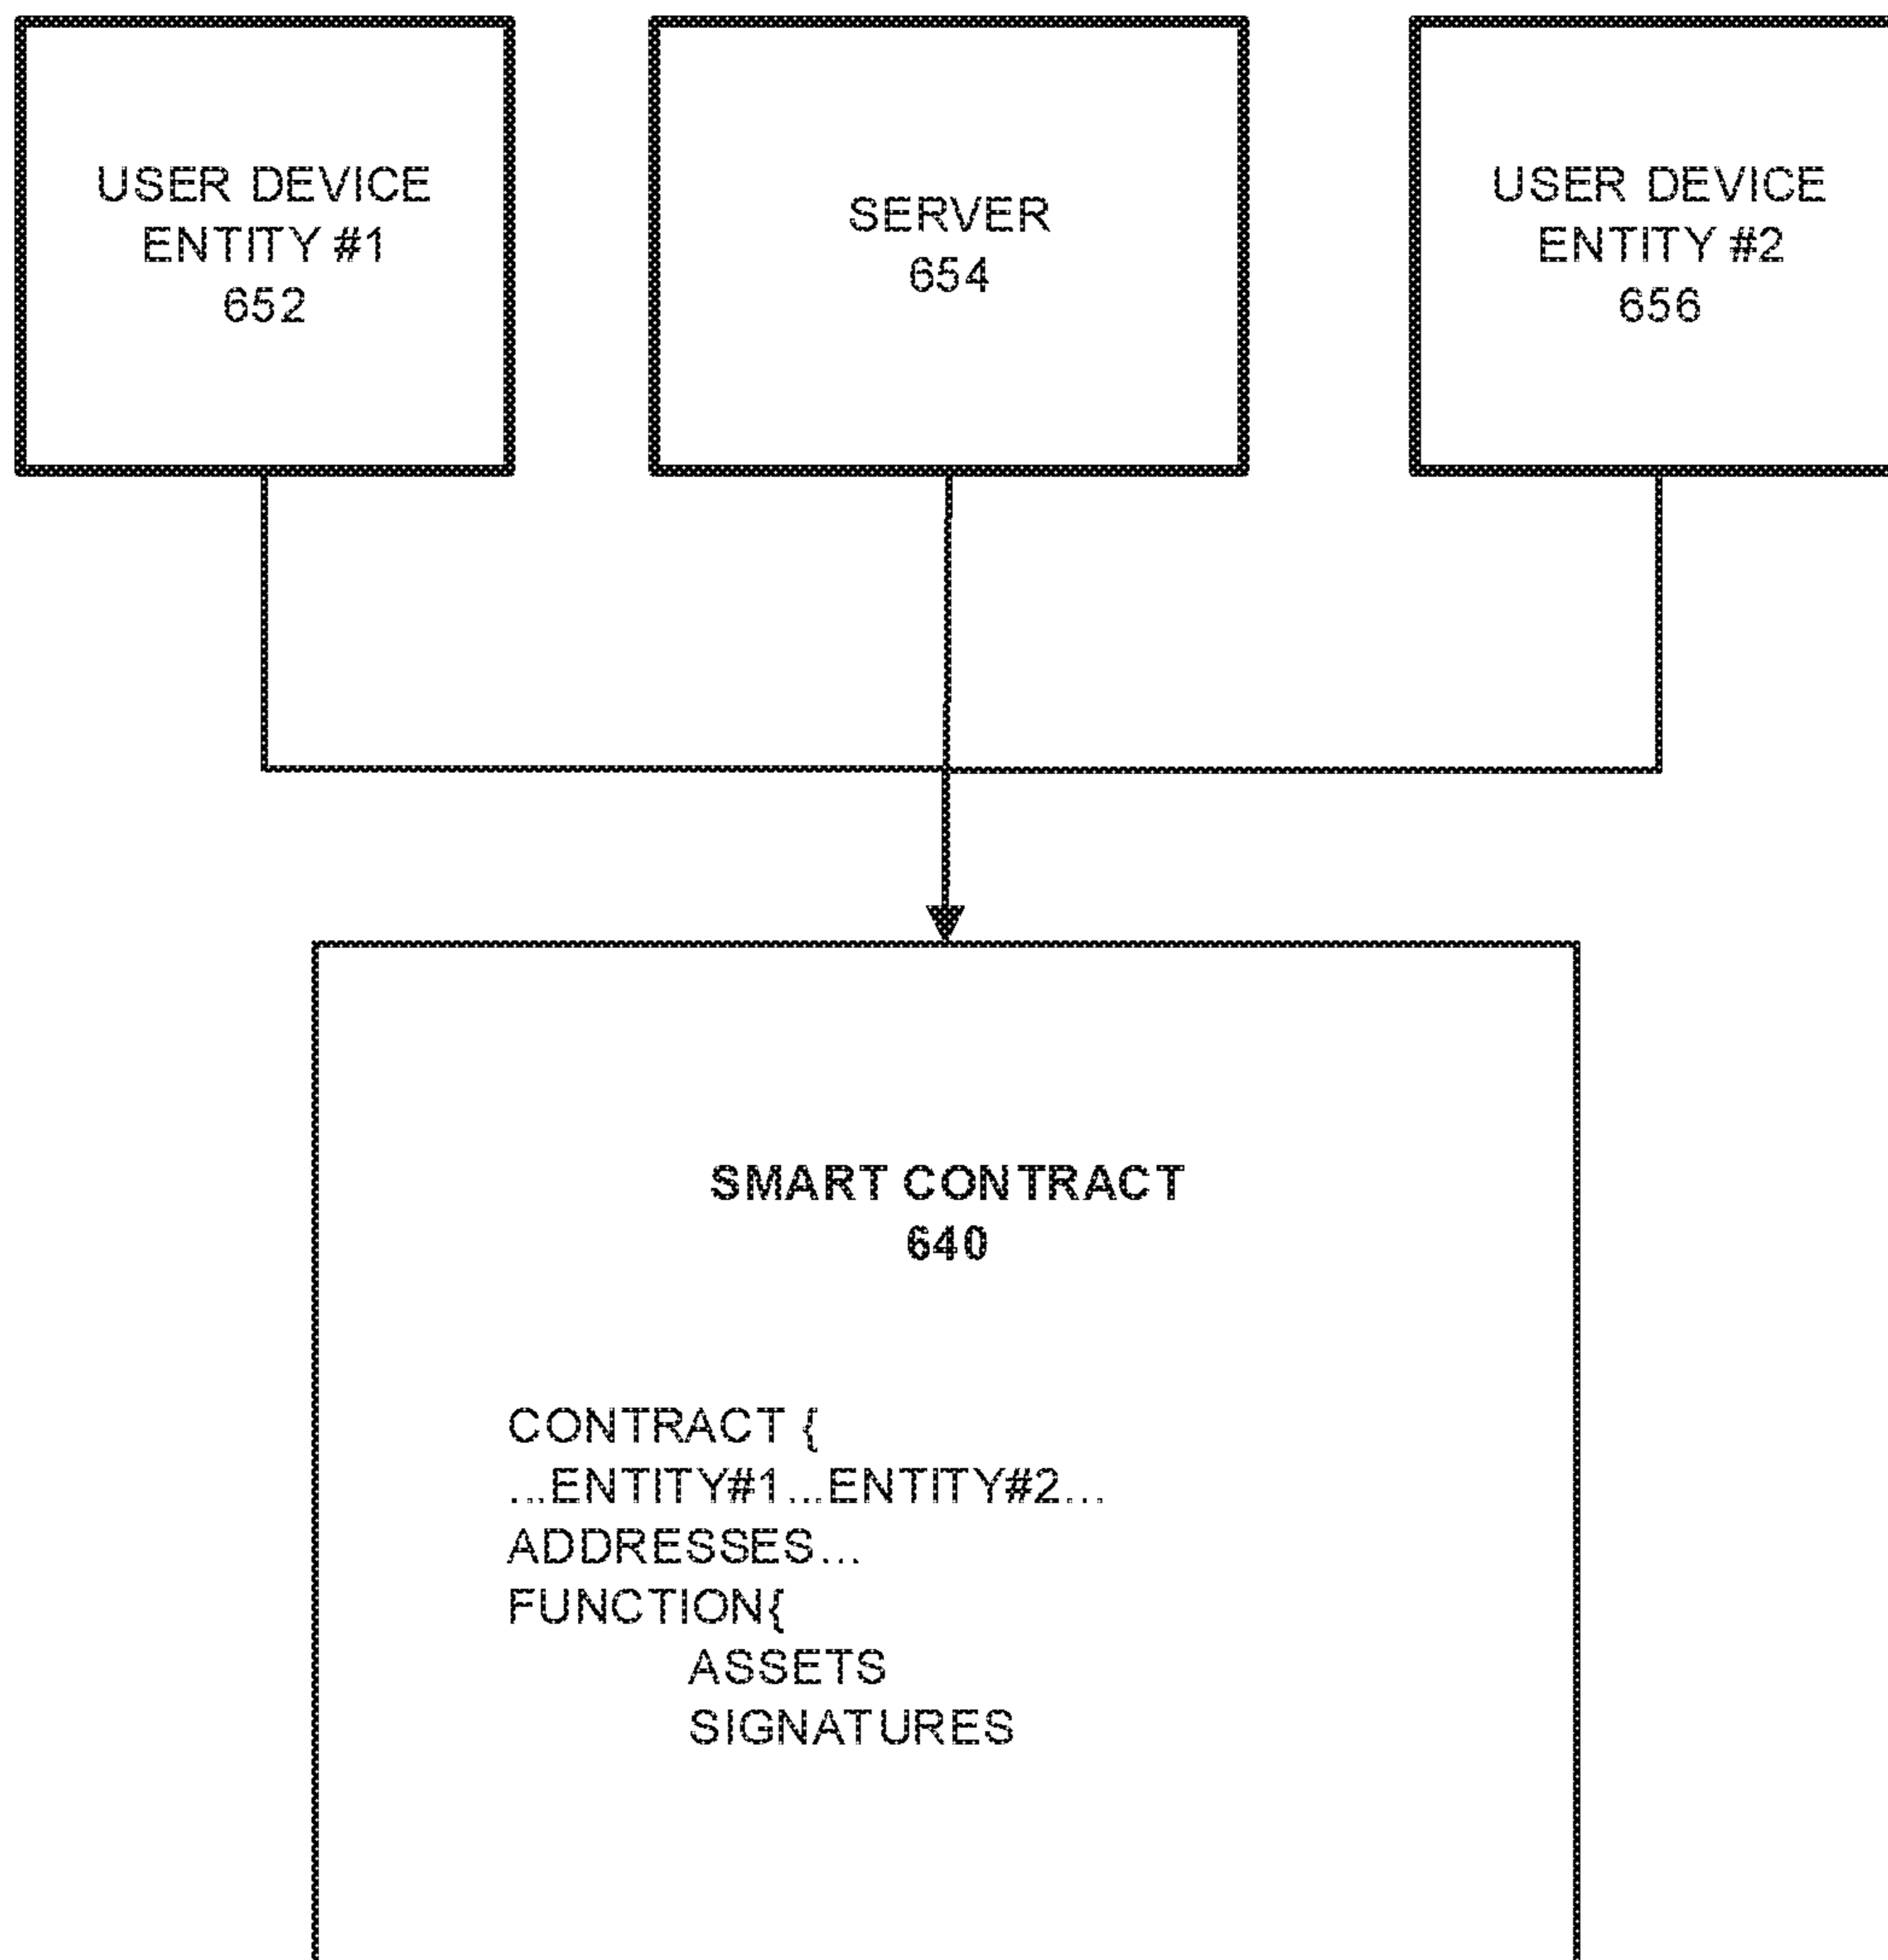 USER DEVICE
ENTITY #1
652
SERVER
654
USER DEVICE
ENTITY #2
656
SMART CONTRACT
640
CONTRACT {
...ENTITY#1...ENTITY#2...
ADDRESSES...
FUNCTION{
ASSETS
SIGNATURES